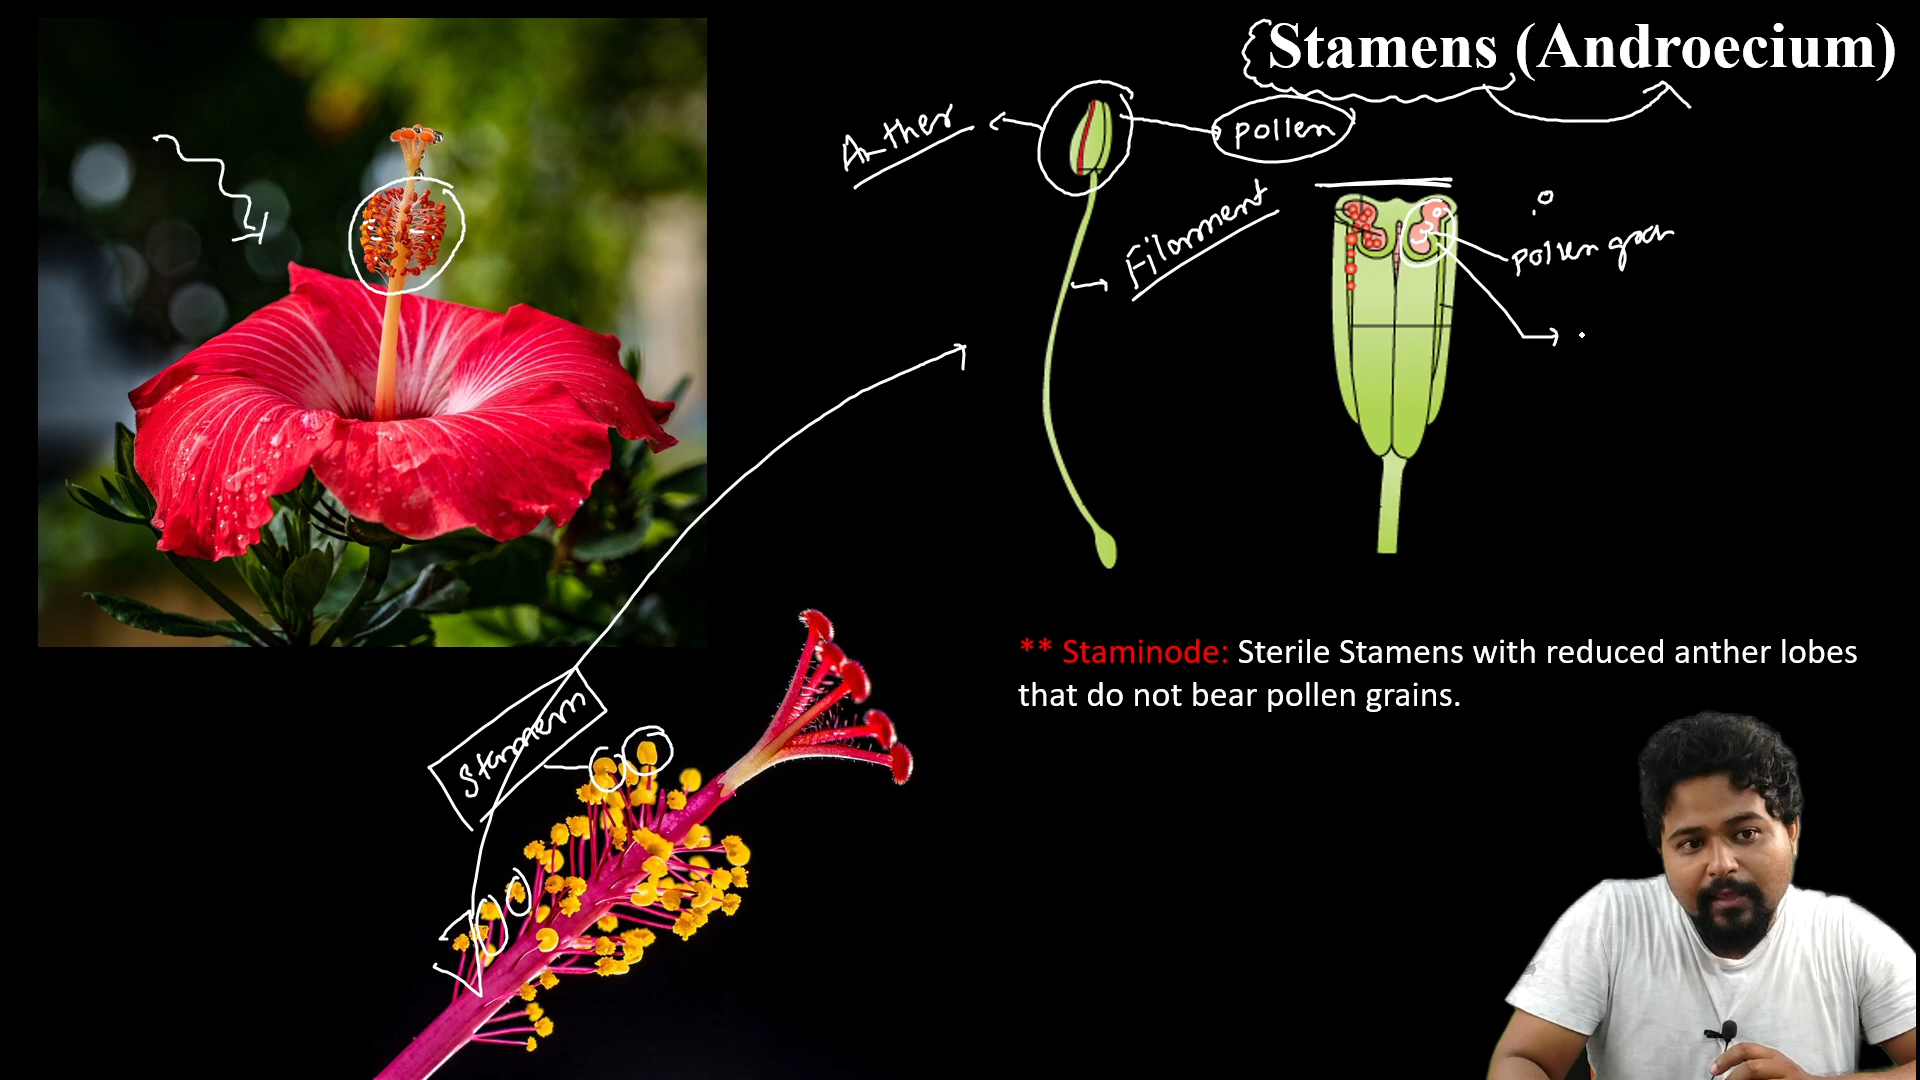 Stamens (Androecium)
Anther
pollen
Filament
pollen grain
** Staminode: Sterile Stamens with reduced anther lobes
that do not bear pollen grains.
Stamen